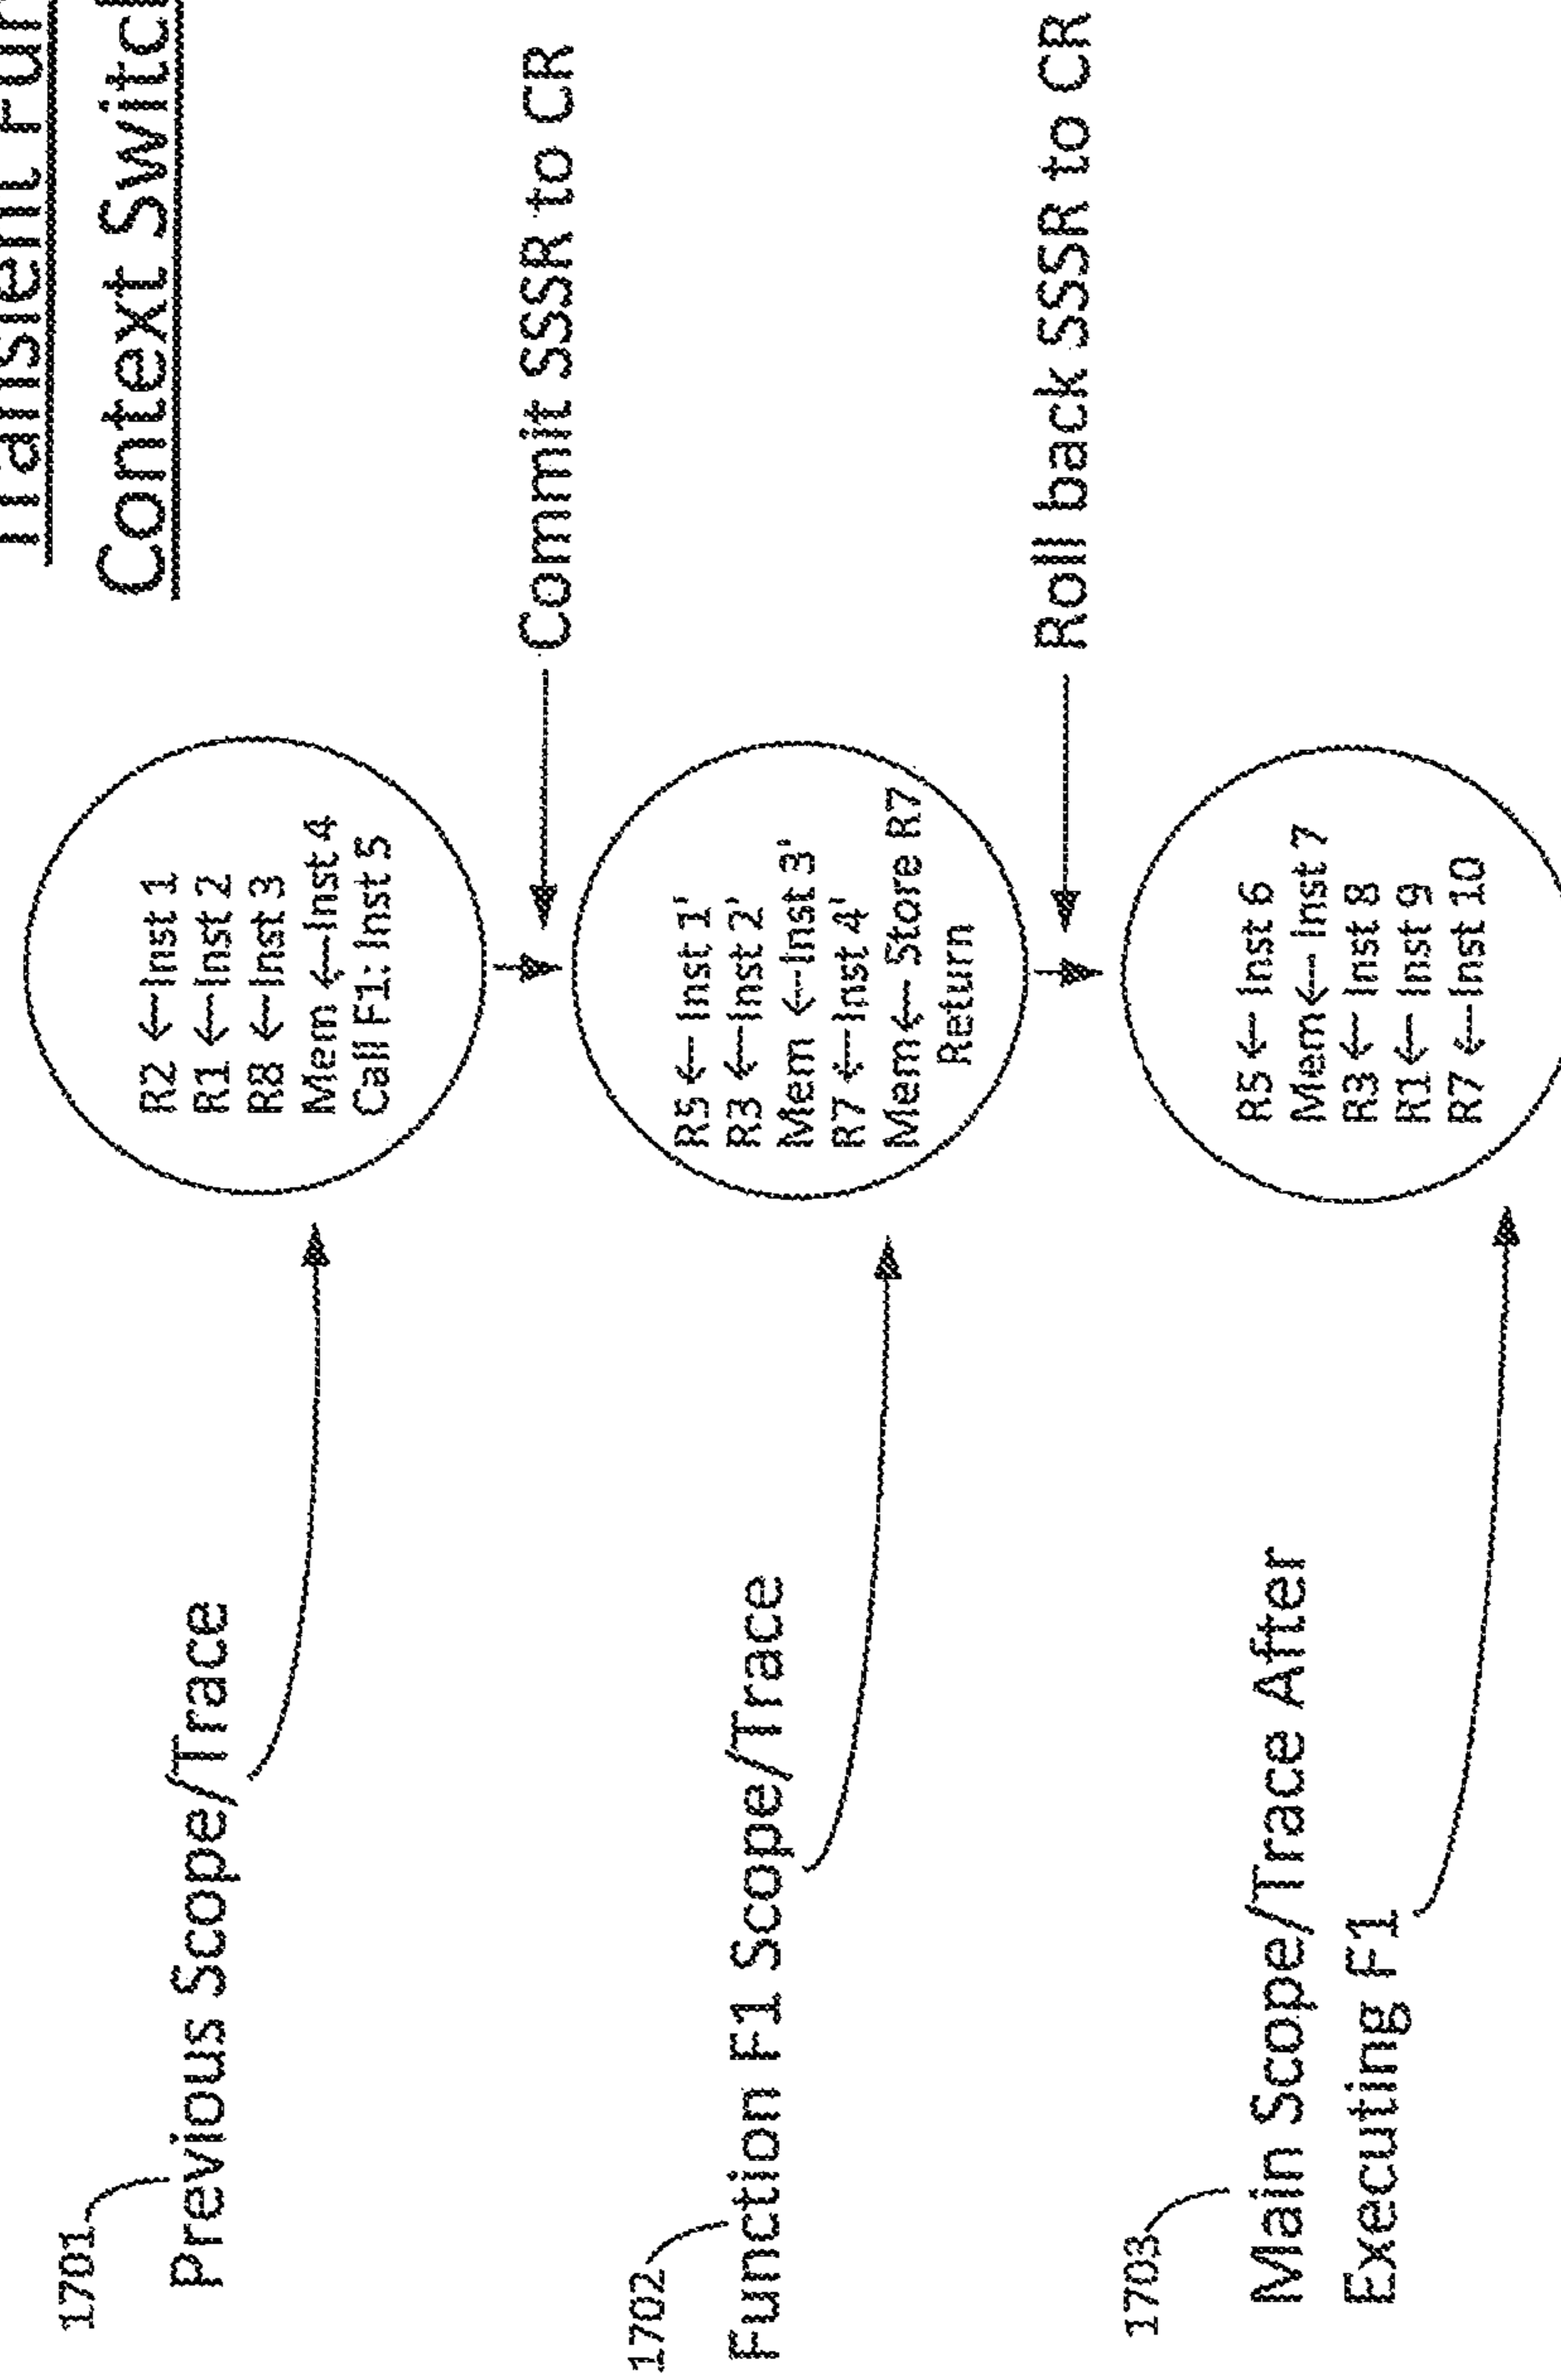 Context
1701
Previous Scope/Trace
R2 ←Inst 1
R1 ←Inst 2
R8 ←Inst 3
Mem ←Inst 4
Call F1: Inst 5
Commit SSSR to CR
1702
Function F1 Scope/Trace
R5 ← Inst 1'
R3 ←Inst 2'
Mem ←Inst 3'
R7 ←Inst 4'
Mem← Store R7
Return
Roll back SSSR to CR
1703
Main Scope/Trace After
Executing F1
R5 ← Inst 6
Mem← Inst 7
R3 ← Inst 8
R1 ← Inst 9
R7 ←Inst 10